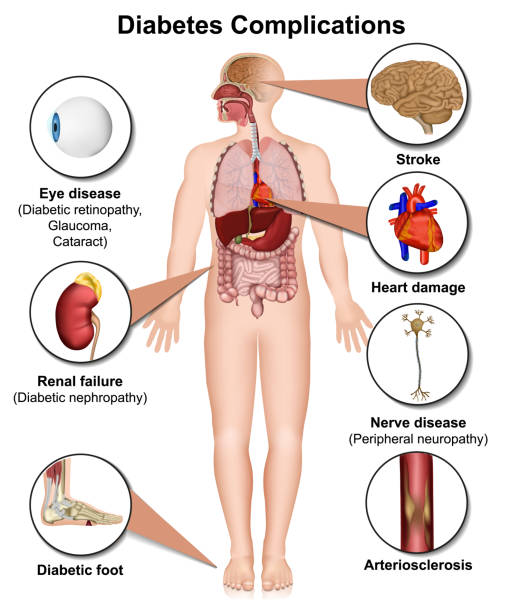 Diabetes Complications
Eye disease
(Diabetic retinopathy,
Glaucoma,
Cataract)
Renal failure
(Diabetic nephropathy)
Diabetic foot
Stroke
Heart damage
Nerve disease
(Peripheral neuropathy)
Arteriosclerosis